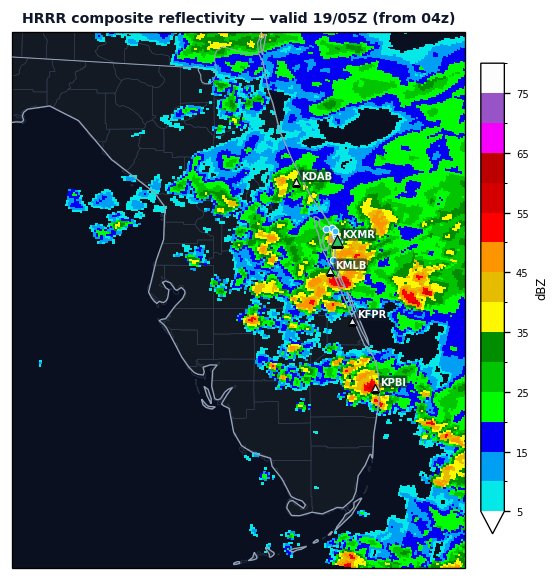 HRRR composite reflectivity — valid 19/05Z (from 04z)
KDAB
KXMR
KMLB
KFPR
KPBI
75
65
55
45
35
25
15
5
dBZ